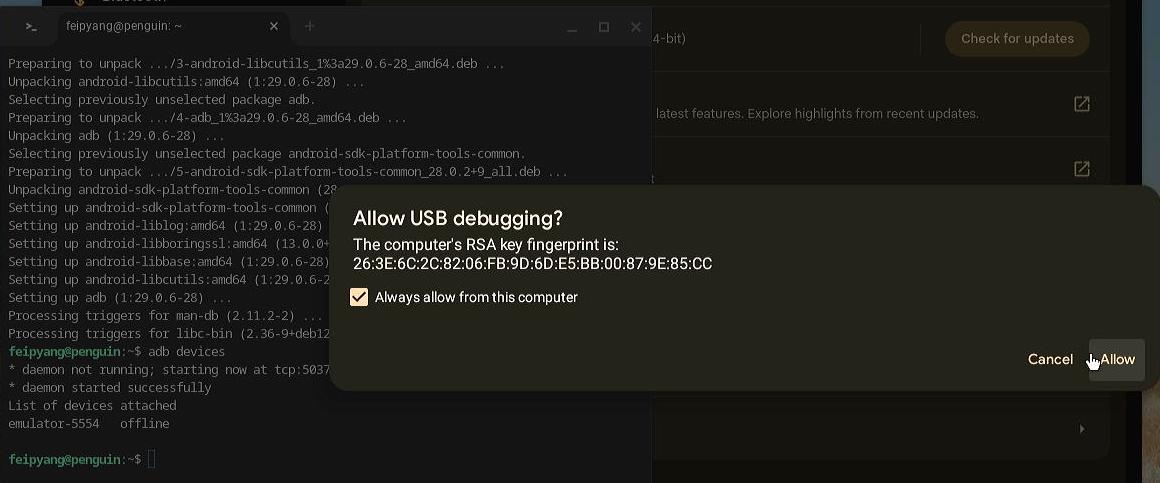 feipyang@penguin: ~
Preparing to unpack .../3-android-libcutils_1%3a29.0.6-28_amd64.deb ...
Unpacking android-libcutils:amd64 (1:29.0.6-28) ...
Selecting previously unselected package adb.
Preparing to unpack .../4-adb_1%3a29.0.6-28_amd64.deb ...
Unpacking adb (1:29.0.6-28) ...
Selecting previously unselected package android-sdk-platform-tools-common.
Preparing to unpack .../5-android-sdk-platform-tools-common_28.0.2+9_all.deb ...
Unpacking android-sdk-platform-tools-common (28
Setting up android-sdk-platform-tools-common (
Setting up android-liblog:amd64 (1:29.0.6-28)
Setting up android-libboringssl:amd64 (13.0.0+
Setting up android-libbase:amd64 (1:29.0.6-28)
Setting up android-libcutils:amd64 (1:29.0.6-2
Setting up adb (1:29.0.6-28) ...
Processing triggers for man-db (2.11.2-2) ...
Processing triggers for libc-bin (2.36-9+deb12
feipyang@penguin:~$ adb devices
* daemon not running; starting now at tcp:5037
* daemon started successfully
List of devices attached
emulator-5554 offline
feipyang@penguin:~$
4-bit)
Check for updates
latest features. Explore highlights from recent updates.
Allow USB debugging?
The computer's RSA key fingerprint is:
26:3E:6C:2C:82:06:FB:9D:6D:E5:BB:00:87:9E:85:CC
Always allow from this computer
Cancel Allow